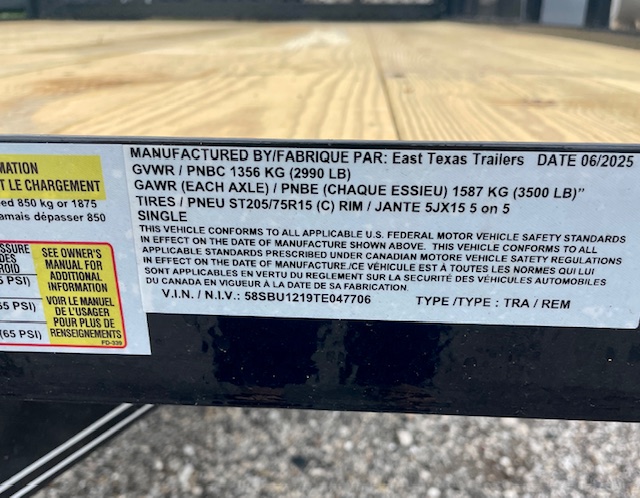 MATION
T LE CHARGEMENT
ed 850 kg or 1875
amais dépasser 850
SSURE
DES
ROID
5 PSI)
65 PSI)
(65 PSI)
SEE OWNER'S
MANUAL FOR
ADDITIONAL
INFORMATION
VOIR LE MANUEL
DE L'USAGER
POUR PLUS DE
RENSEIGNEMENTS
FD-339
MANUFACTURED BY/FABRIQUE PAR: East Texas Trailers DATE 06/2025
GVWR / PNBC 1356 KG (2990 LB)
GAWR (EACH AXLE) / PNBE (CHAQUE ESSIEU) 1587 KG (3500 LB)"
TIRES / PNEU ST205/75R15 (C) RIM / JANTE 5JX15 5 on 5
SINGLE
THIS VEHICLE CONFORMS TO ALL APPLICABLE U.S. FEDERAL MOTOR VEHICLE SAFETY STANDARDS
IN EFFECT ON THE DATE OF MANUFACTURE SHOWN ABOVE. THIS VEHICLE CONFORMS TO ALL
APPLICABLE STANDARDS PRESCRIBED UNDER CANADIAN MOTORE VEHICLE SAFETY REGULATIONS
IN EFFECT ON THE DATE OF MANUFACTURE./CE VÉHICULE EST À TOUTES LES NORMES QUI LUI
SONT APPLICABLES EN VERTU DU REGLEMENT SUR LA SECURITÉ DES VÉHICULES AUTOMOBILES
DU CANADA EN VIGUEUR À LA DATE DE SA FABRICATION.
V.I.N. / N.I.V.: 58SBU1219TE047706 TYPE /TYPE : TRA / REM